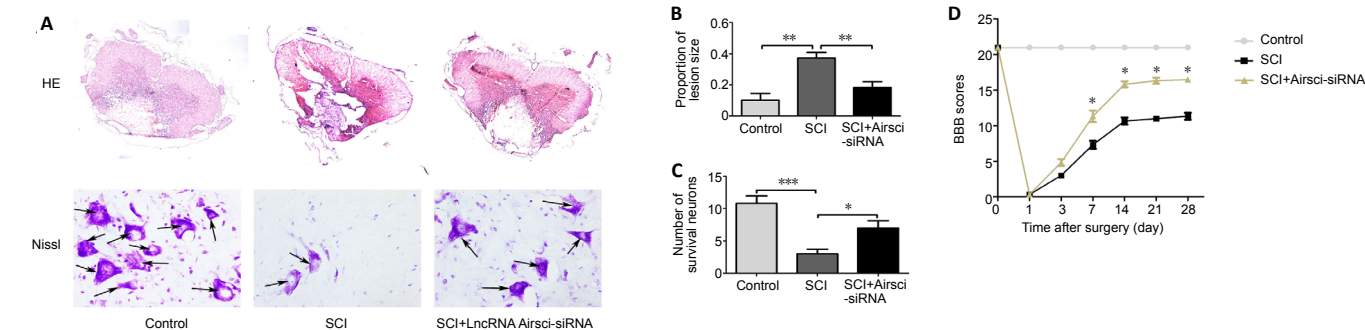 A
HE
Nissl
Control
SCI
SCI+LncRNA Airsci-siRNA
B
Proportion of
lesion size
0.6
0.4
0.2
0
**
**
Control
SCI
SCI+Airsci
-siRNA
C
Number of
survival neurons
15
10
5
0
***
*
Control
SCI
SCI+Airsci
-siRNA
D
BBB scores
25
20
15
10
5
0
*
*
*
*
0
1
3
7
14
21
28
Time after surgery (day)
Control
SCI
SCI+Airsci-siRNA